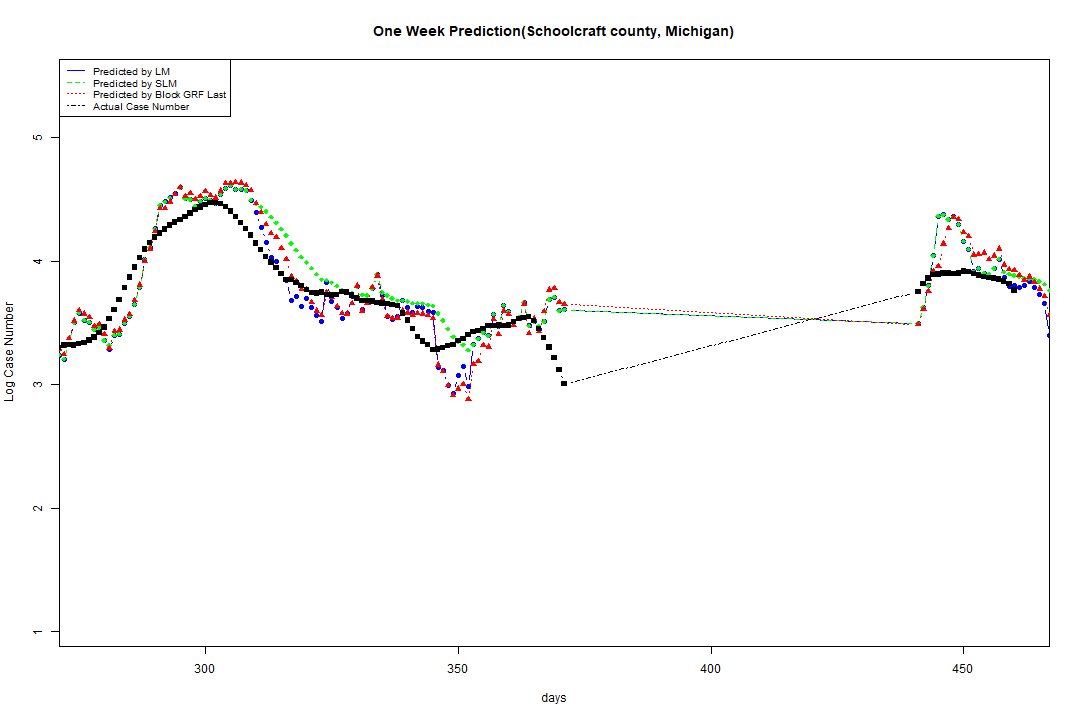 One Week Prediction(Schoolcraft county, Michigan)
Predicted by LM
Predicted by SLM
Predicted by Block GRF Last
Actual Case Number
5
4
3
2
1
Log Case Number
300
350
400
450
days